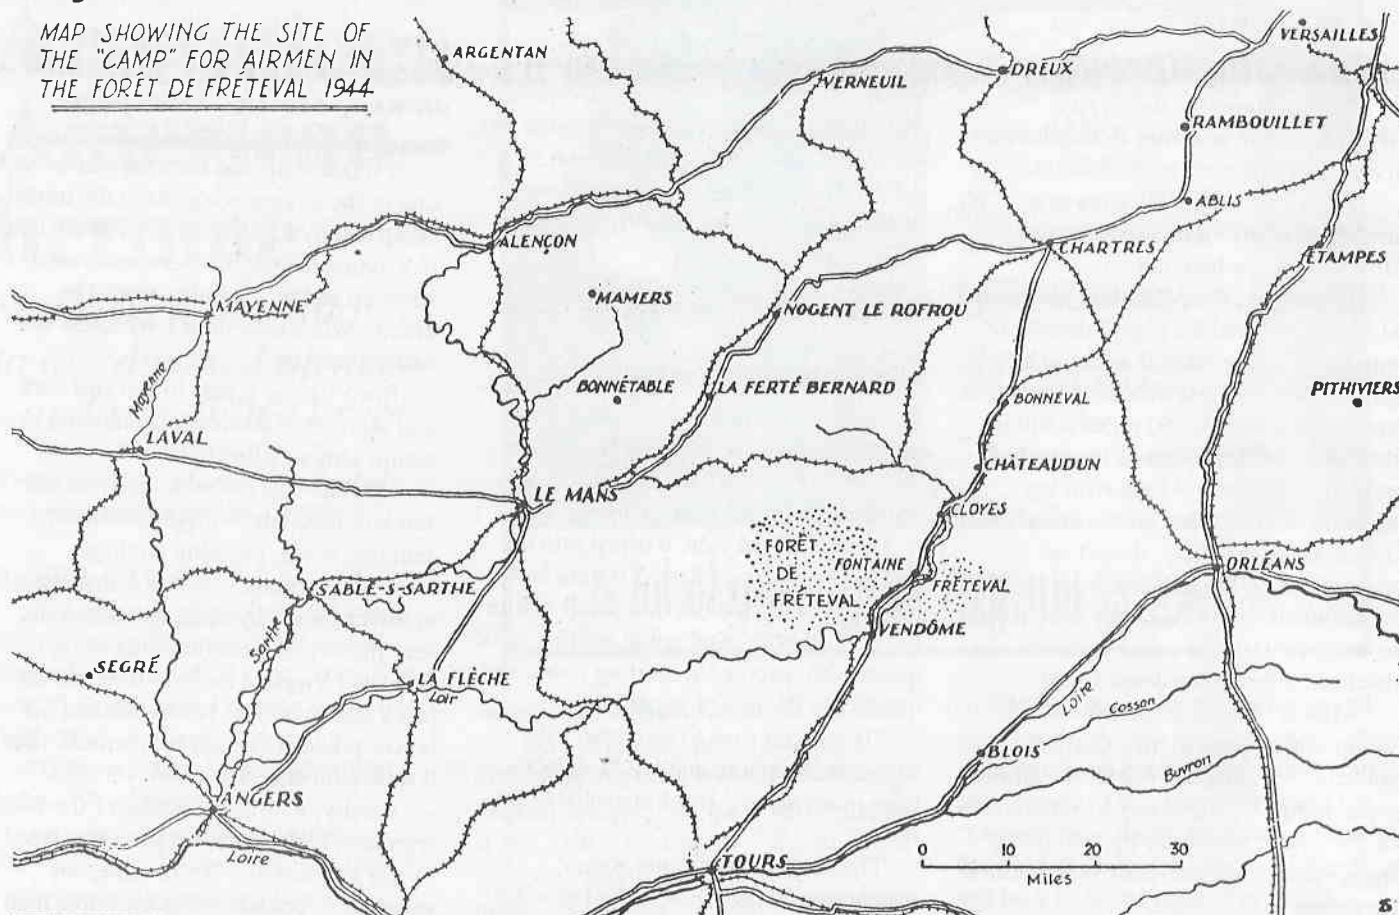 MAP SHOWING THE SITE OF
THE "CAMP" FOR AIRMEN IN
THE FORÉT DE FRÉTEVAL 1944
ARGENTAN
VERNEUIL
DREUX
VERSAILLES
RAMBOUILLET
ABLIS
ALENÇON
CHARTRES
ÉTAMPES
MAYENNE
MAMERS
NOGENT LE ROTROU
Mayenne
BONNÉTABLE
LA FERTÉ BERNARD
BONNEVAL
PITHIVIERS
LAVAL
CHÂTEAUDUN
LE MANS
CLOYES
FORÊT
DE
FRÉTEVAL
FONTAINE
FRÉTEVAL
ORLÉANS
SABLÉ-S-SARTHE
Sarthe
VENDÔME
SEGRÉ
LA FLÈCHE
Loir
Loire
Cosson
BLOIS
Buvron
ANGERS
Loire
TOURS
0 10 20 30
Miles